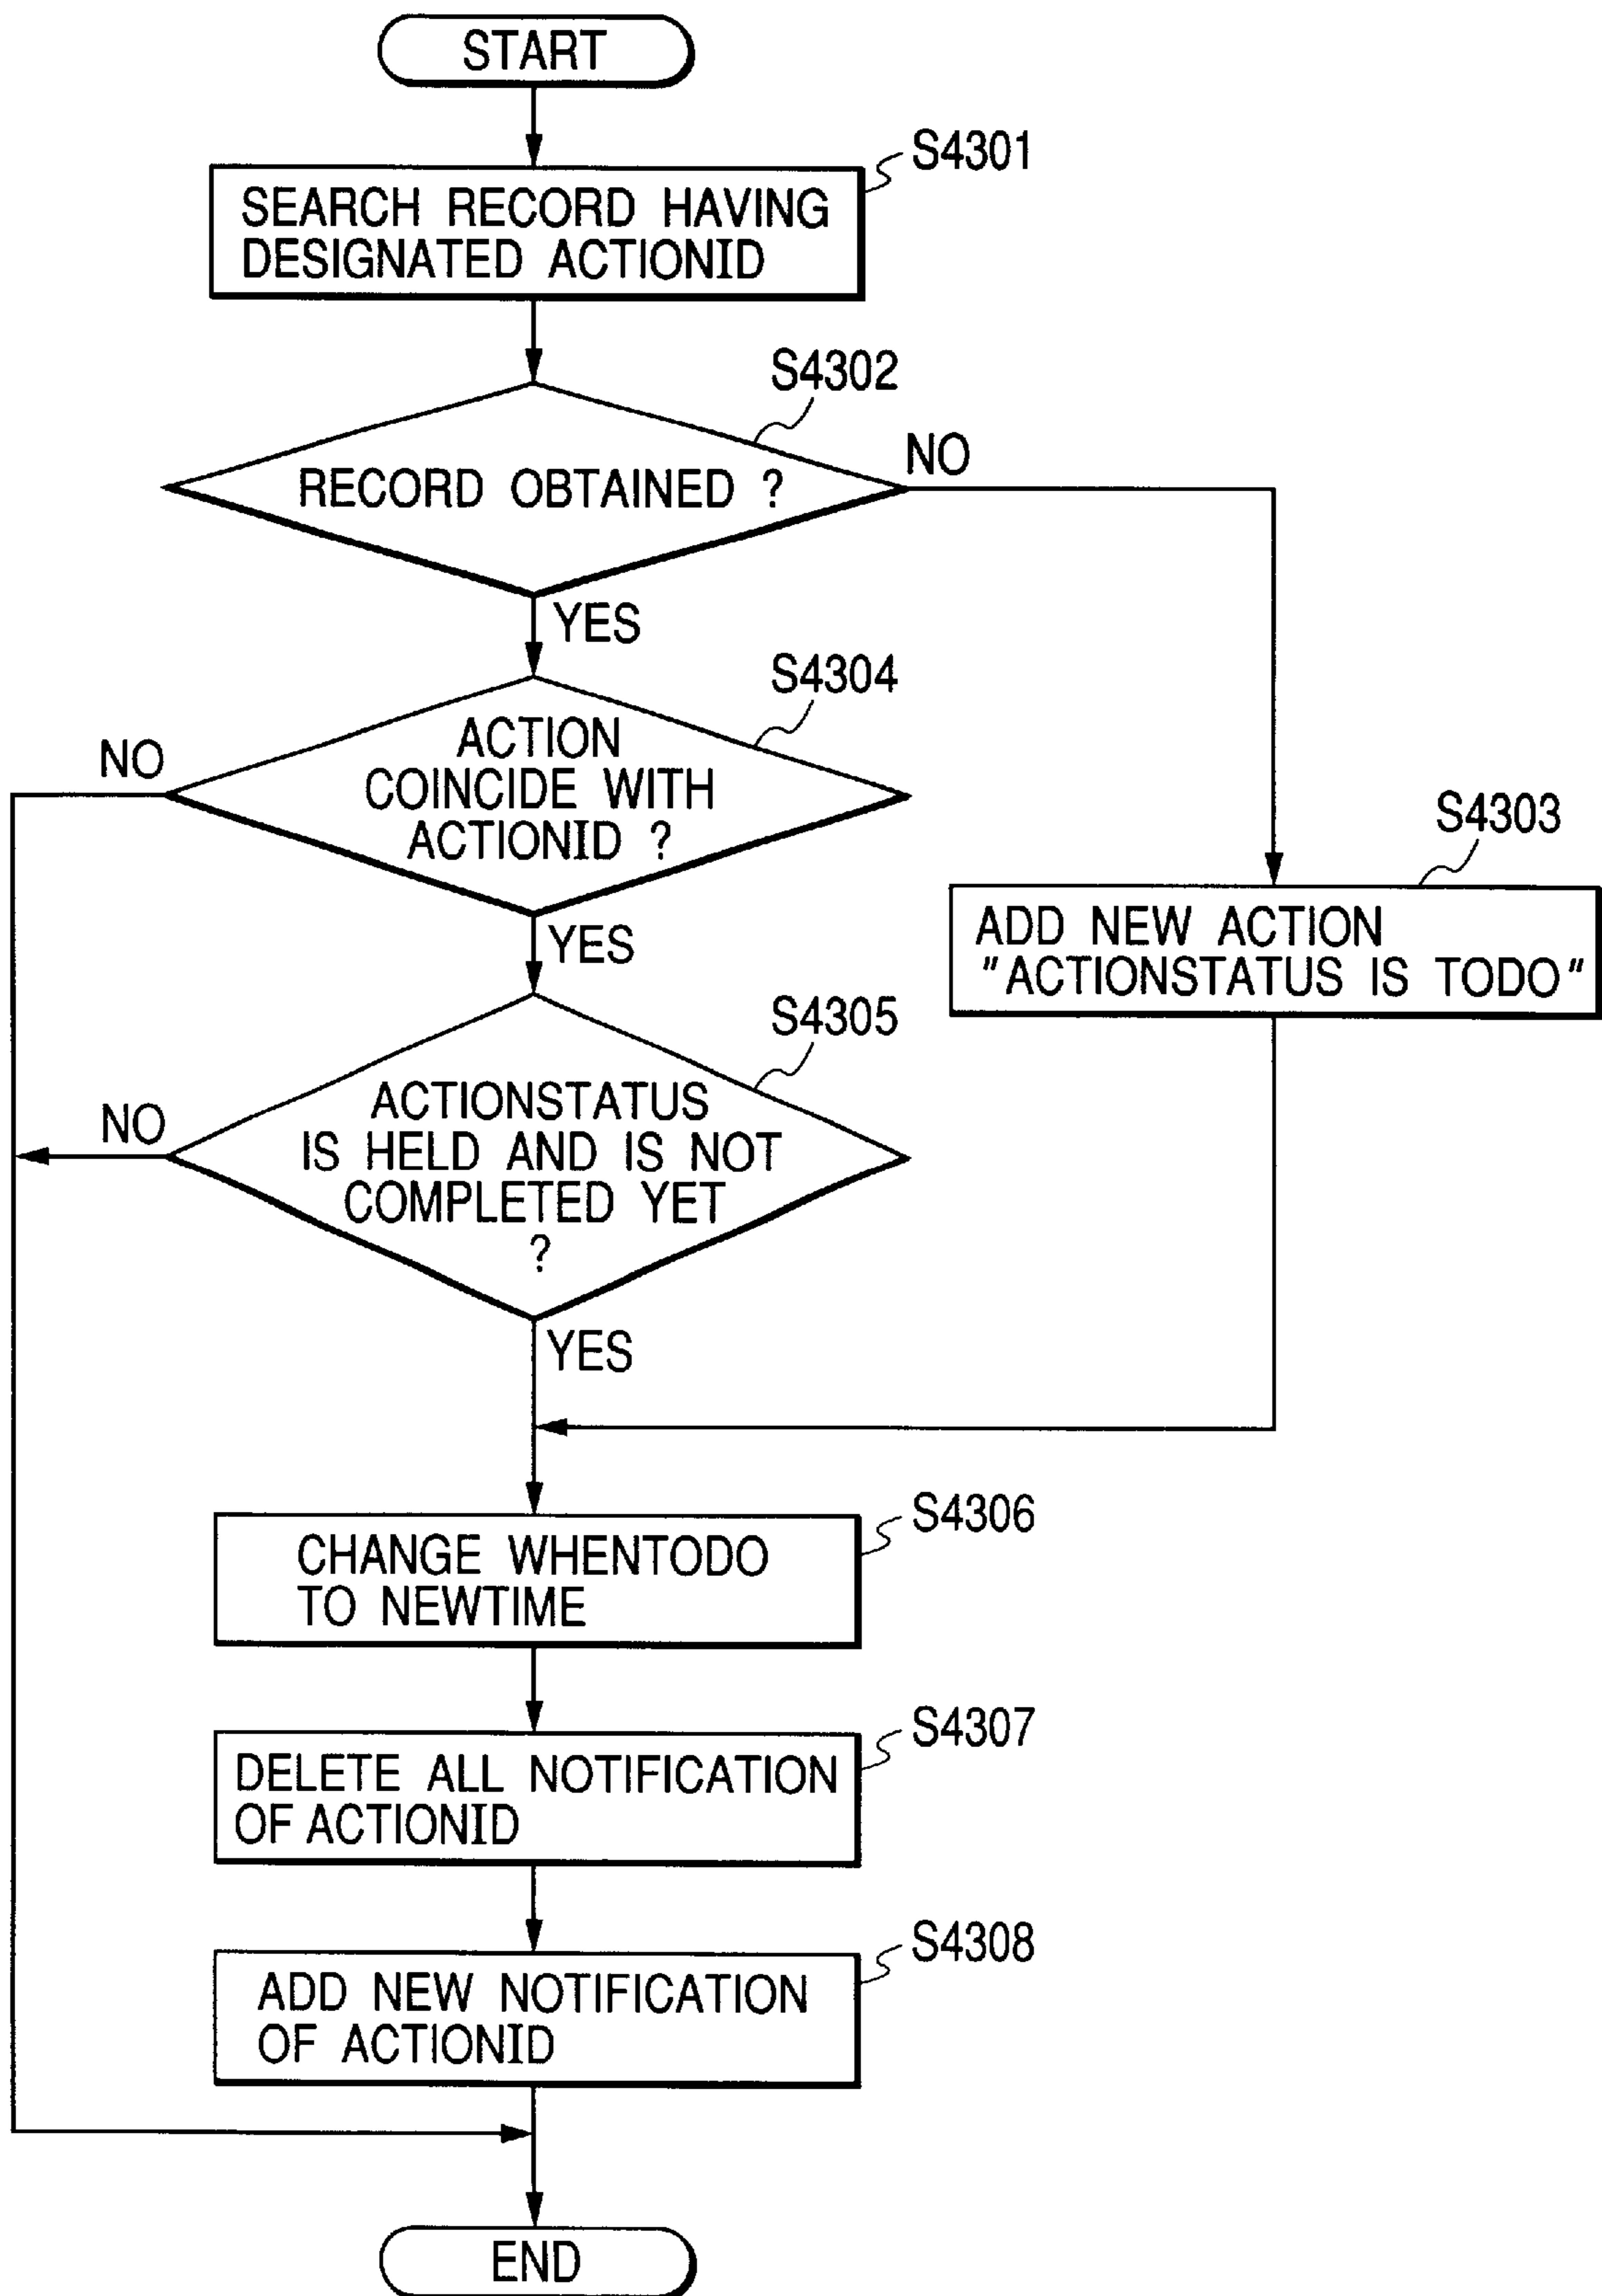 START
S4301
SEARCH RECORD HAVING
DESIGNATED ACTIONID
S4302
RECORD OBTAINED ?
NO
YES
S4304
ACTION
COINCIDE WITH
ACTIONID ?
NO
YES
S4303
ADD NEW ACTION
"ACTIONSTATUS IS TODO"
S4305
ACTIONSTATUS
IS HELD AND IS NOT
COMPLETED YET
?
NO
YES
S4306
CHANGE WHENTODO
TO NEWTIME
S4307
DELETE ALL NOTIFICATION
OF ACTIONID
S4308
ADD NEW NOTIFICATION
OF ACTIONID
END